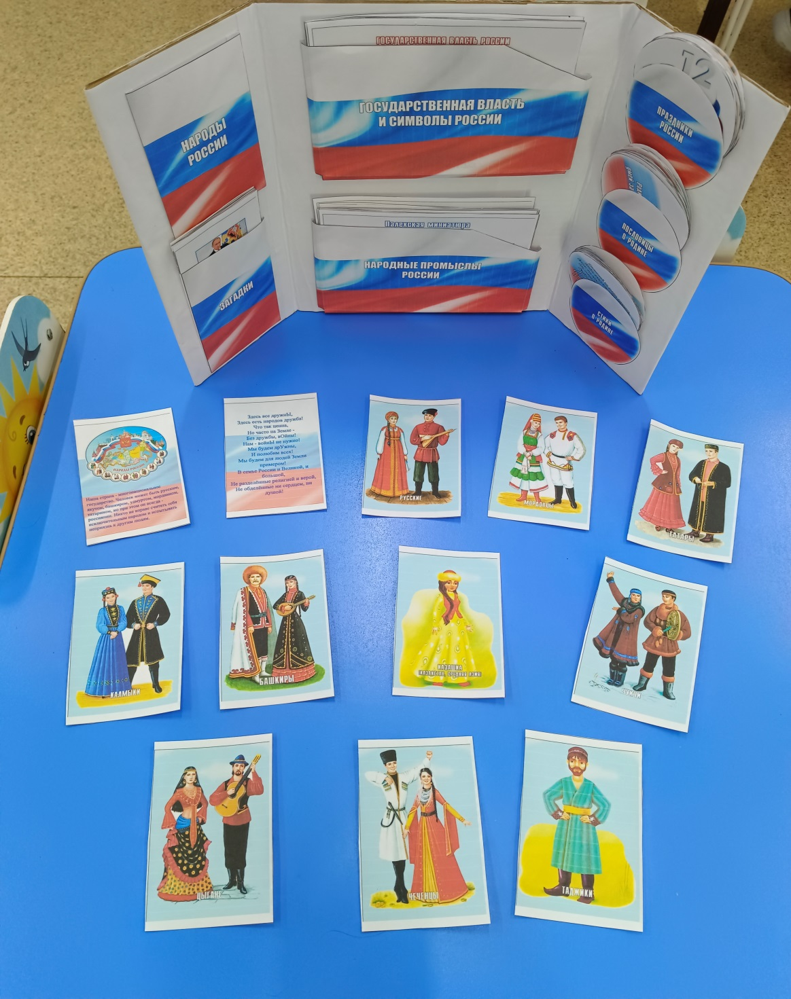 ГОСУДАРСТВЕННАЯ ВЛАСТЬ РОССИИ
ГОСУДАРСТВЕННАЯ ВЛАСТЬ
И СИМВОЛЫ РОССИИ
НАРОДЫ
РОССИИ
12
ПРАЗДНИКИ
РОССИИ
Палехская миниатюра
НАРОДНЫЕ ПРОМЫСЛЫ
РОССИИ
ПОСЛОВИЦЫ
О РОДИНЕ
ЗАГАДКИ
СТИХИ
О РОДИНЕ
НАРОДЫ РОССИИ
Наша страна - многонациональное
государство. Человек может быть русским,
якутом, башкиром, удмуртом, мордвином,
татарином, но при этом он всегда -
россиянин. Никто не вправе считать себя
исключительным народом и испытывать
неприязнь к другим людям.
Здесь все дружнЫ,
Здесь есть народов дружба!
Что так ценна,
Но часто на Земле -
Без дружбы, вОйны!
Нам - войнЫ не нужно!
Мы будем дрУжны,
И полюбим всех!
Мы будем для людей Земли
примером!
В семье России и Великой, и
большой,
Не разделённые религией и верой,
Не обделённые ни сердцем, ни
душой!
РУССКИЕ
МОРДОВЦЫ
ТАТАРЫ
КАЛМЫКИ
БАШКИРЫ
КАЗАШКА
(КАЗАХСТАН, СРЕДНЯЯ АЗИЯ)
ЧУКЧИ
ЦЫГАНЕ
ЧЕЧЕНЦЫ
ТАДЖИКИ